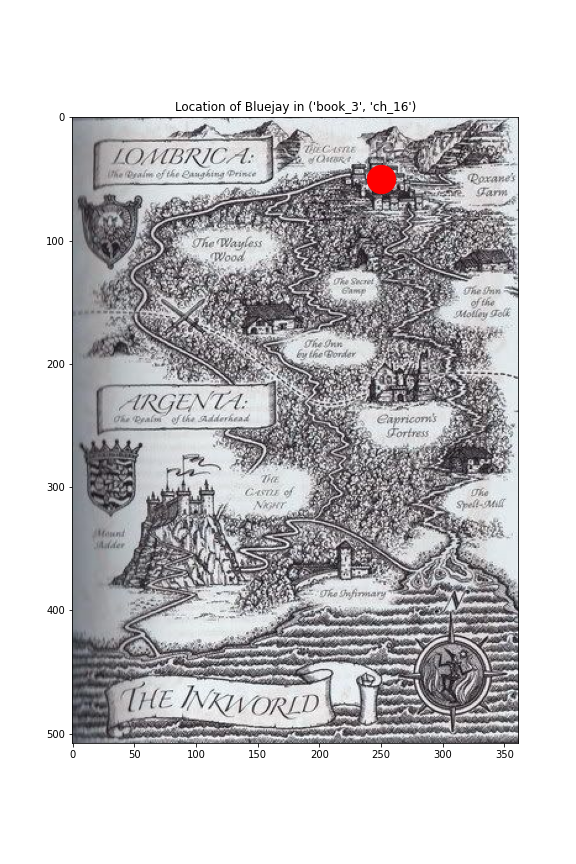 Location of Bluejay in ('book_3', 'ch_16')
THE CASTLE
of OMBRA
LOMBRICA:
The Realm of the Laughing Prince
Roxane's
Farm
The Wayless
Wood
The Secret
Camp
The Inn
of the
Motley Folk
The Inn
by the Border
ARGENTA:
The Realm of the Adderhead
Capricorn's
Fortress
THE
CASTLE of
NIGHT
The
Spelt-Mill
Mount
Adder
The Infirmary
N
THE INKWORLD
0
100
200
300
400
500
0
50
100
150
200
250
300
350